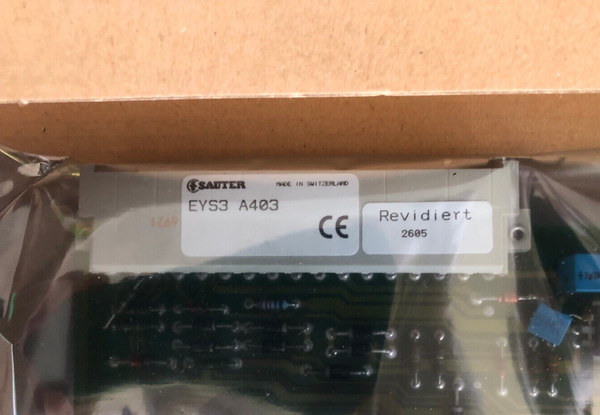 SAUTER
MADE IN SWITZERLAND
EYS3 A403
CE
Revidiert
2605